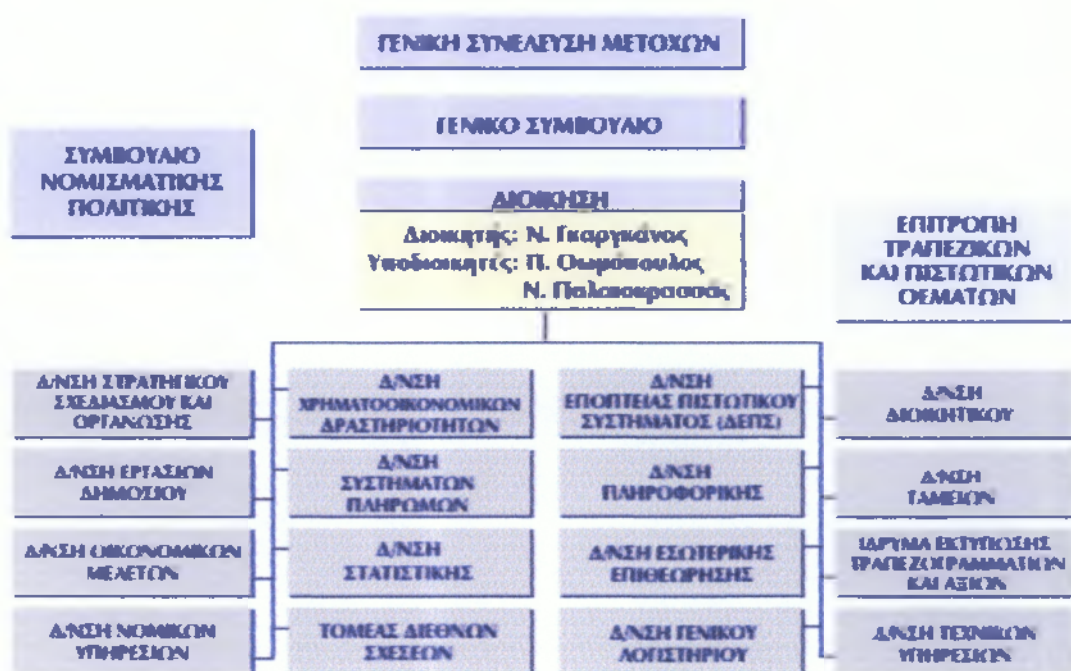 ΓΕΝΙΚΗ ΣΥΝΕΛΕΥΣΗ ΜΕΤΟΧΩΝ
ΓΕΝΙΚΟ ΣΥΜΒΟΥΛΙΟ
ΣΥΜΒΟΥΛΙΟ
ΝΟΜΙΣΜΑΤΙΚΗΣ
ΠΟΛΙΤΙΚΗΣ
ΔΙΟΙΚΗΣΗ
Διοικητής: Ν. Γκαργκάνας
Υποδιοικητές: Π. Θωμόπουλος
Ν. Παλαιοκρασσάς
ΕΠΙΤΡΟΠΗ
ΤΡΑΠΕΖΙΚΩΝ
ΚΑΙ ΠΙΣΤΩΤΙΚΩΝ
ΘΕΜΑΤΩΝ
Δ/ΝΣΗ ΣΤΡΑΤΗΓΙΚΟΥ
ΣΧΕΔΙΑΣΜΟΥ ΚΑΙ
ΟΡΓΑΝΩΣΗΣ
Δ/ΝΣΗ
ΧΡΗΜΑΤΟΟΙΚΟΝΟΜΙΚΩΝ
ΔΡΑΣΤΗΡΙΟΤΗΤΩΝ
Δ/ΝΣΗ
ΕΠΟΠΤΕΙΑΣ ΠΙΣΤΩΤΙΚΟΥ
ΣΥΣΤΗΜΑΤΟΣ (ΔΕΠΣ)
Δ/ΝΣΗ
ΔΙΟΙΚΗΤΙΚΟΥ
Δ/ΝΣΗ ΕΡΓΑΣΙΩΝ
ΔΗΜΟΣΙΟΥ
Δ/ΝΣΗ
ΣΥΣΤΗΜΑΤΩΝ
ΠΛΗΡΩΜΩΝ
Δ/ΝΣΗ
ΠΛΗΡΟΦΟΡΙΚΗΣ
Δ/ΝΣΗ
ΤΑΜΕΙΩΝ
Δ/ΝΣΗ ΟΙΚΟΝΟΜΙΚΩΝ
ΜΕΛΕΤΩΝ
Δ/ΝΣΗ
ΣΤΑΤΙΣΤΙΚΗΣ
Δ/ΝΣΗ ΕΣΩΤΕΡΙΚΗΣ
ΕΠΙΘΕΩΡΗΣΗΣ
ΙΔΡΥΜΑ ΕΚΤΥΠΩΣΗΣ
ΤΡΑΠΕΖΟΓΡΑΜΜΑΤΙΩΝ
ΚΑΙ ΑΞΙΩΝ
Δ/ΝΣΗ ΝΟΜΙΚΩΝ
ΥΠΗΡΕΣΙΩΝ
ΤΟΜΕΑΣ ΔΙΕΘΝΩΝ
ΣΧΕΣΕΩΝ
Δ/ΝΣΗ ΓΕΝΙΚΟΥ
ΛΟΓΙΣΤΗΡΙΟΥ
Δ/ΝΣΗ ΤΕΧΝΙΚΩΝ
ΥΠΗΡΕΣΙΩΝ